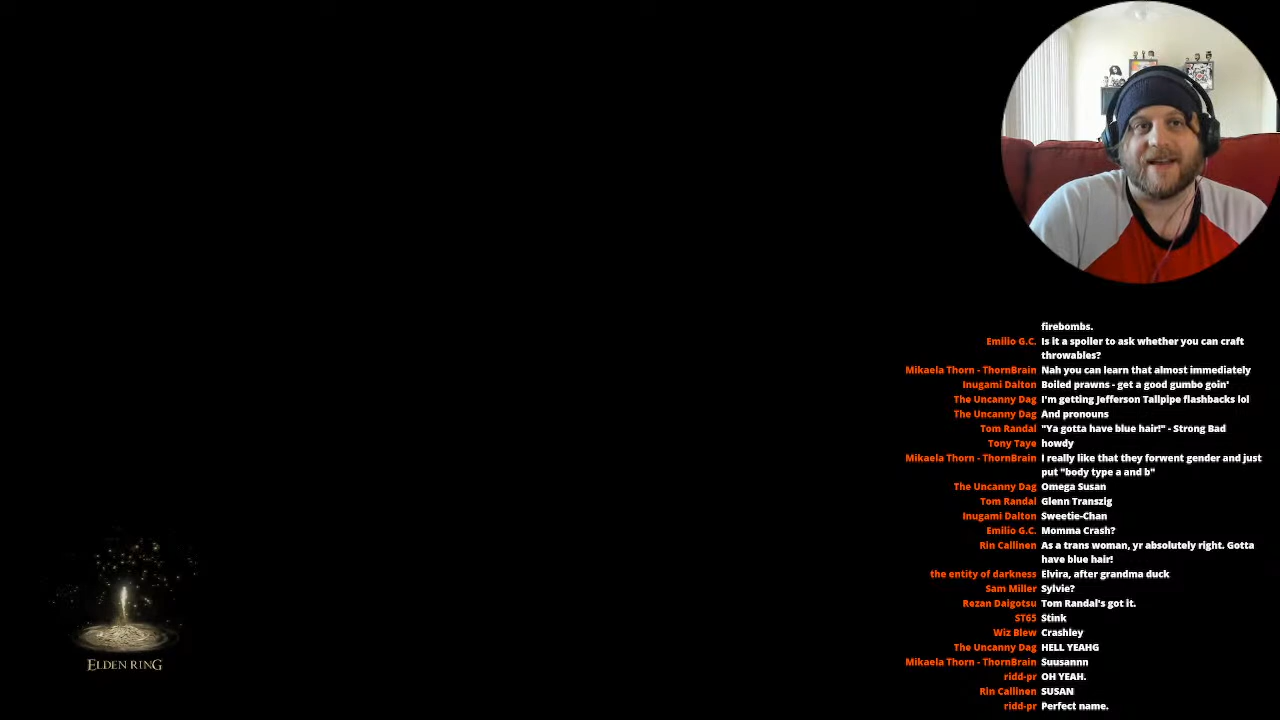 firebombs.
Emilio G.C. Is it a spoiler to ask whether you can craft
throwables?
Mikaela Thorn - ThornBrain Nah you can learn that almost immediately
Inugami Dalton Boiled prawns - get a good gumbo goin'
The Uncanny Dag I'm getting Jefferson Tallpipe flashbacks lol
The Uncanny Dag And pronouns
Tom Randal "Ya gotta have blue hair!" - Strong Bad
Tony Taye howdy
Mikaela Thorn - ThornBrain I really like that they forwent gender and just
put "body type a and b"
The Uncanny Dag Omega Susan
Tom Randal Glenn Transzig
Inugami Dalton Sweetie-Chan
Emilio G.C. Momma Crash?
Rin Callinen As a trans woman, yr absolutely right. Gotta
have blue hair!
the entity of darkness Elvira, after grandma duck
Sam Miller Sylvie?
Rezan Daigotsu Tom Randal's got it.
ST65 Stink
Wiz Blew Crashley
The Uncanny Dag HELL YEAHG
Mikaela Thorn - ThornBrain Suusannn
ridd-pr OH YEAH.
Rin Callinen SUSAN
ridd-pr Perfect name.
ELDEN RING